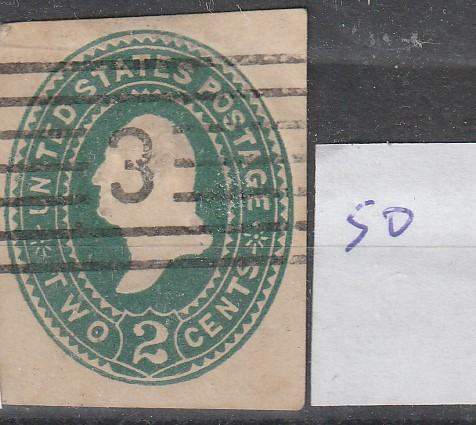 UNITED STATES POSTAGE
3
TWO 2 CENTS
50